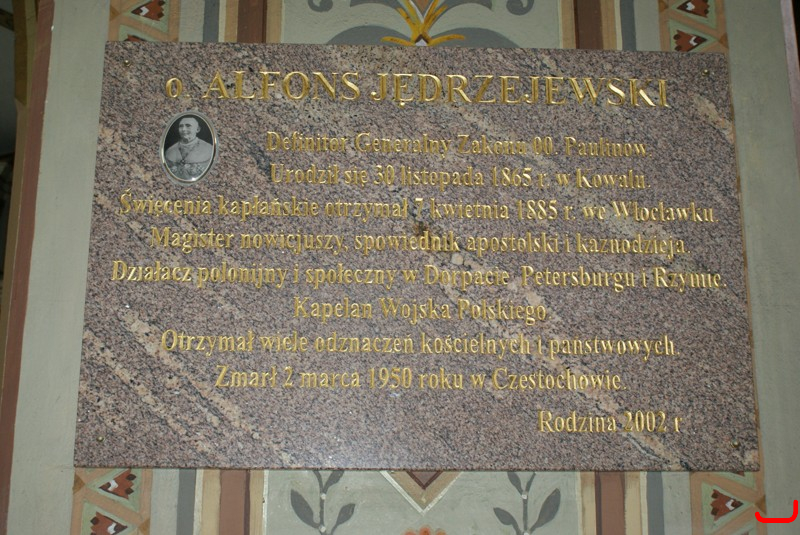 o. ALFONS JĘDRZEJEWSKI
Definitor Generalny Zakonu OO. Paulinów.
Urodził się 30 listopada 1865 r. w Kowalu.
Święcenia kapłańskie otrzymał 7 kwietnia 1885 r. we Włocławku.
Magister nowicjuszy, spowiednik apostolski i kaznodzieja.
Działacz polonijny i społeczny w Dorpacie, Petersburgu i Rzymie.
Kapelan Wojska Polskiego.
Otrzymał wiele odznaczeń kościelnych i państwowych.
Zmarł 2 marca 1950 roku w Częstochowie.
Rodzina 2002 r.